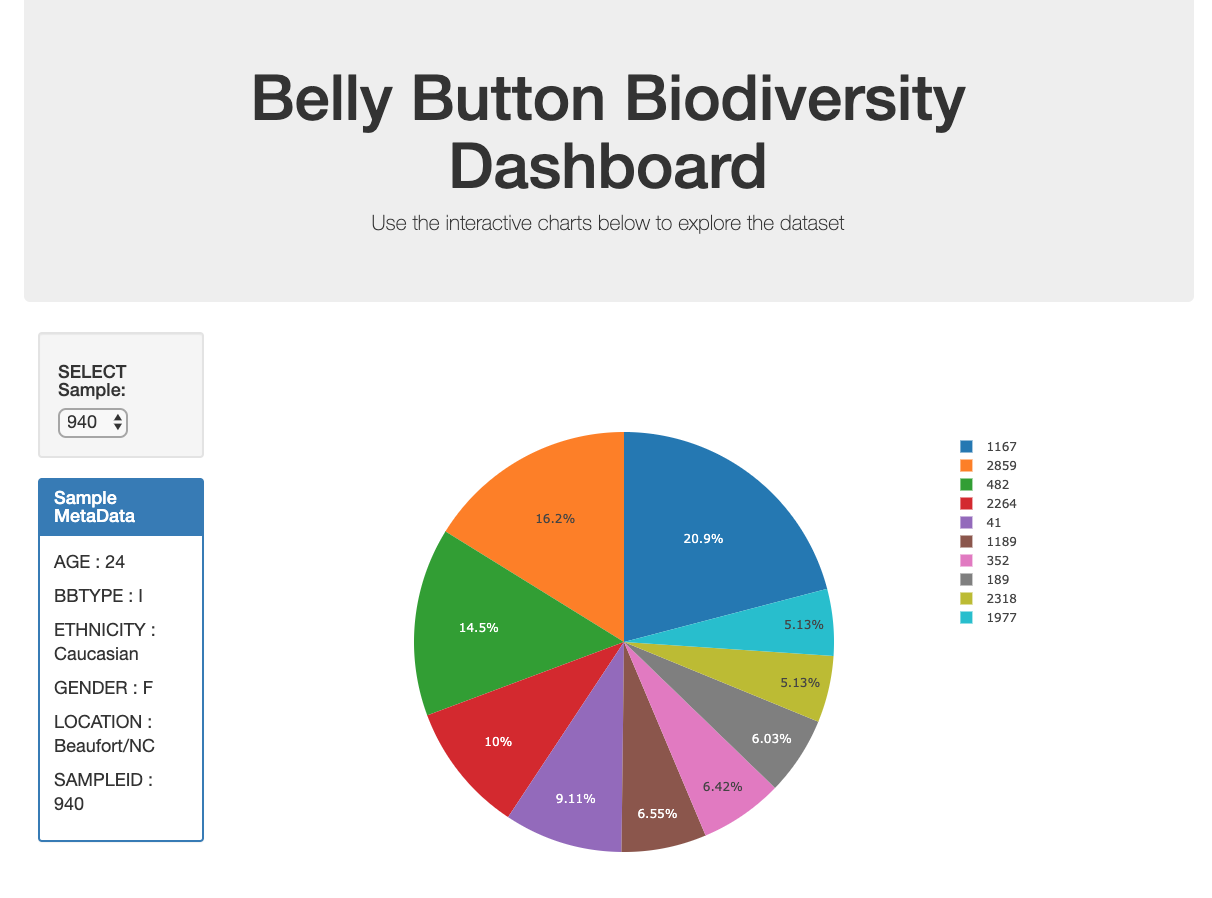 Belly Button Biodiversity
Dashboard
Use the interactive charts below to explore the dataset
SELECT
Sample:
940
Sample
MetaData
AGE : 24
BBTYPE : I
ETHNICITY :
Caucasian
GENDER : F
LOCATION :
Beaufort/NC
SAMPLEID :
940
16.2%
20.9%
14.5%
5.13%
5.13%
10%
6.03%
9.11%
6.42%
6.55%
1167
2859
482
2264
41
1189
352
189
2318
1977